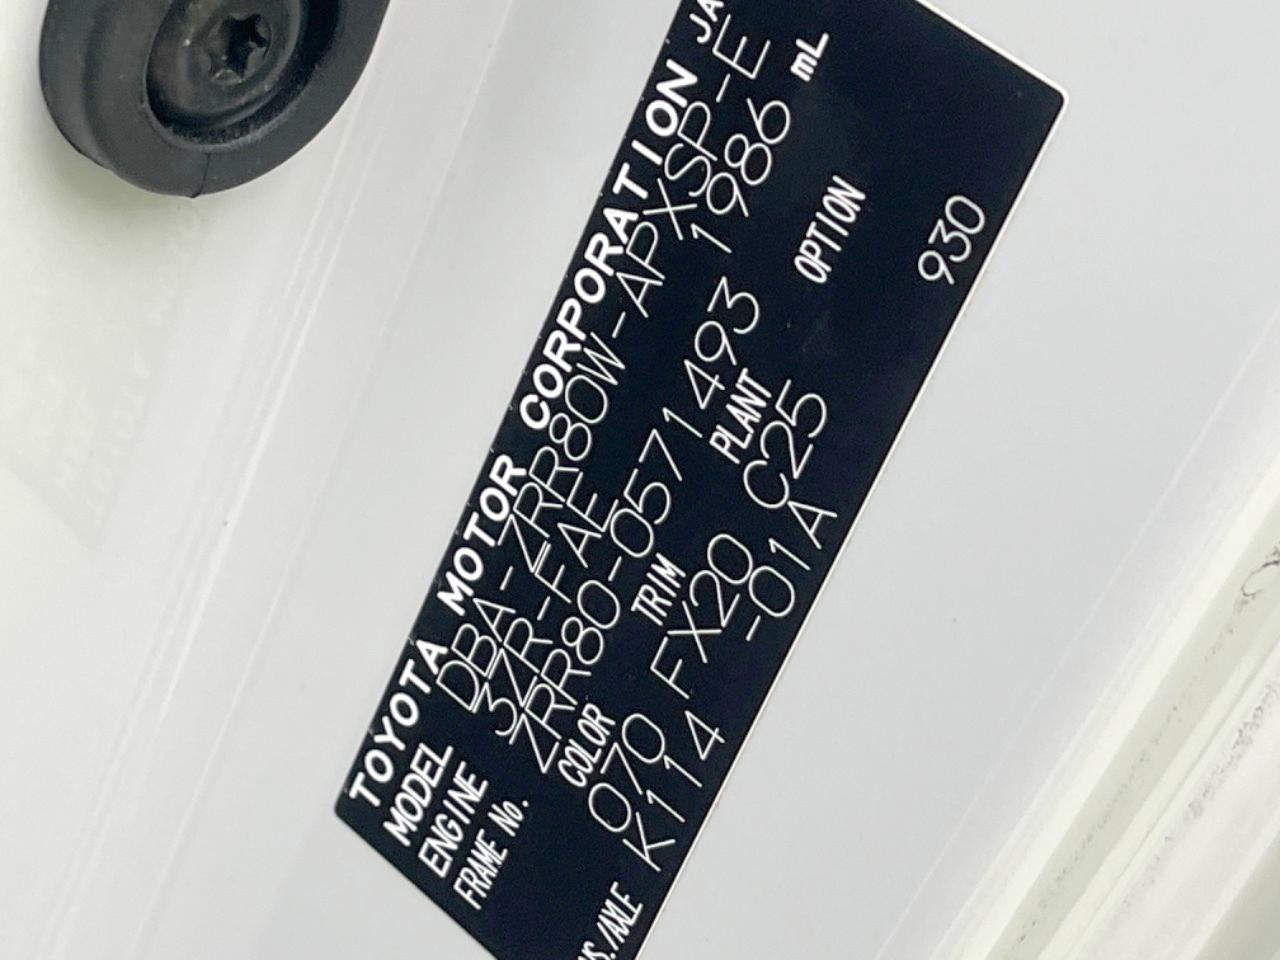 TOYOTA MOTOR CORPORATION JA
MODEL DBA-ZRR80W-APXSP-E
ENGINE 3ZR-FAE 1986 mL
FRAME No. ZRR80-0571493
COLOR TRIM PLANT OPTION
070 FX20 C25 930
S./AXLE K114 -01A